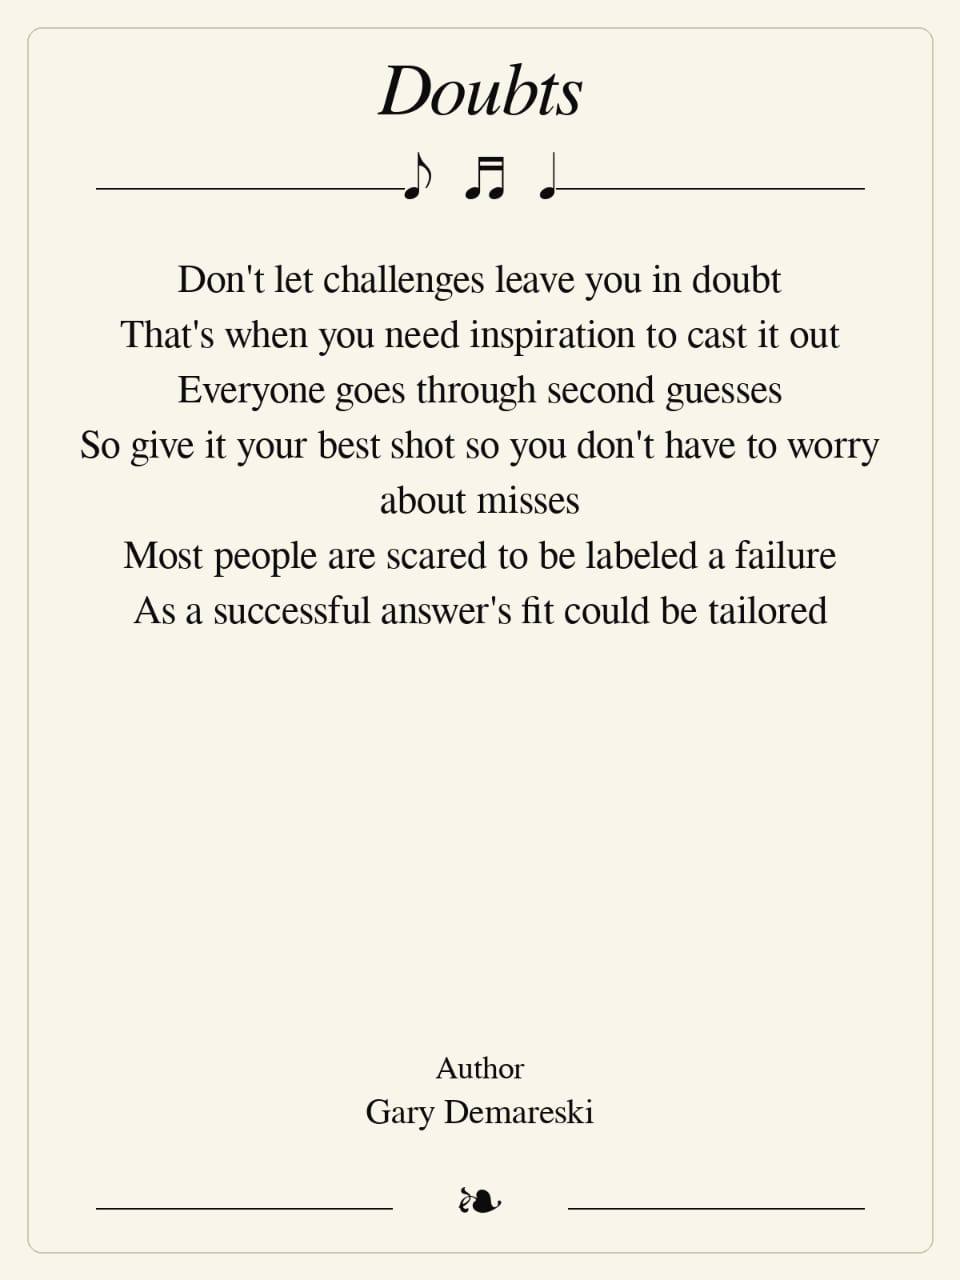 Doubts
Don't let challenges leave you in doubt
That's when you need inspiration to cast it out
Everyone goes through second guesses
So give it your best shot so you don't have to worry
about misses
Most people are scared to be labeled a failure
As a successful answer's fit could be tailored
Author
Gary Demareski